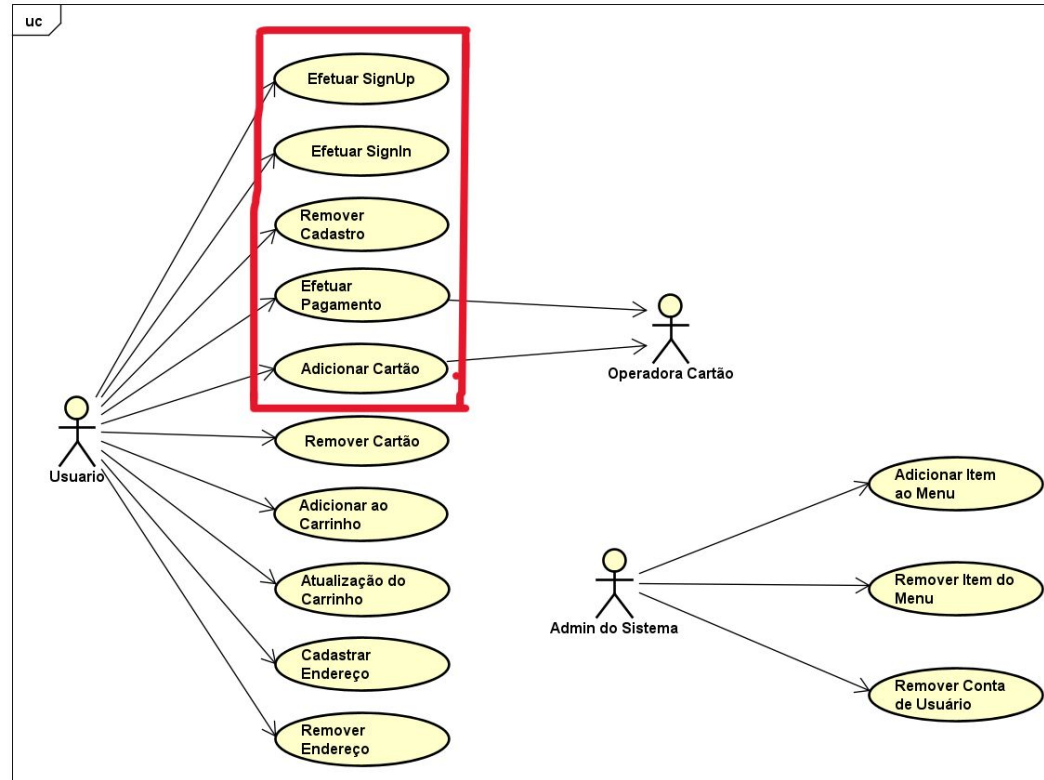 uc
Efetuar SignUp
Efetuar SignIn
Remover
Cadastro
Efetuar
Pagamento
Adicionar Cartão
Operadora Cartão
Usuario
Remover Cartão
Adicionar ao
Carrinho
Atualização do
Carrinho
Cadastrar
Endereço
Remover
Endereço
Admin do Sistema
Adicionar Item
ao Menu
Remover Item do
Menu
Remover Conta
de Usuário